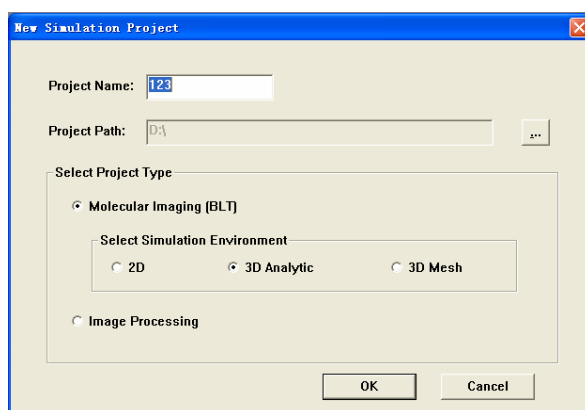 New Simulation Project
Project Name: 123
Project Path: D:\ ...
Select Project Type
Molecular Imaging (BLT)
Select Simulation Environment
2D 3D Analytic 3D Mesh
Image Processing
OK Cancel